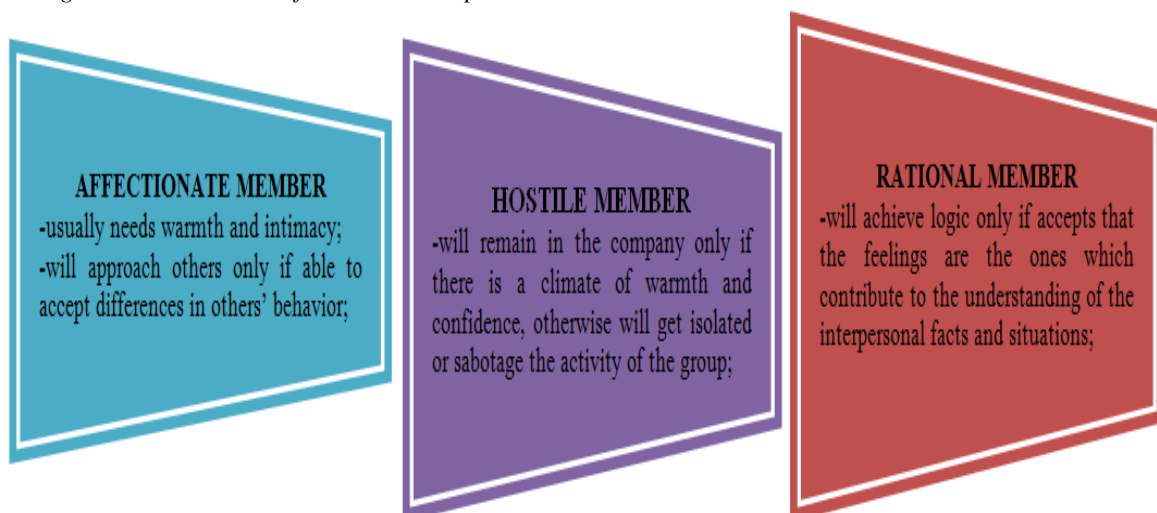 AFFECTIONATE MEMBER
-usually needs warmth and intimacy;
-will approach others only if able to
accept differences in others' behavior;
HOSTILE MEMBER
-will remain in the company only if
there is a climate of warmth and
confidence, otherwise will get isolated
or sabotage the activity of the group;
RATIONAL MEMBER
-will achieve logic only if accepts that
the feelings are the ones which
contribute to the understanding of the
interpersonal facts and situations;